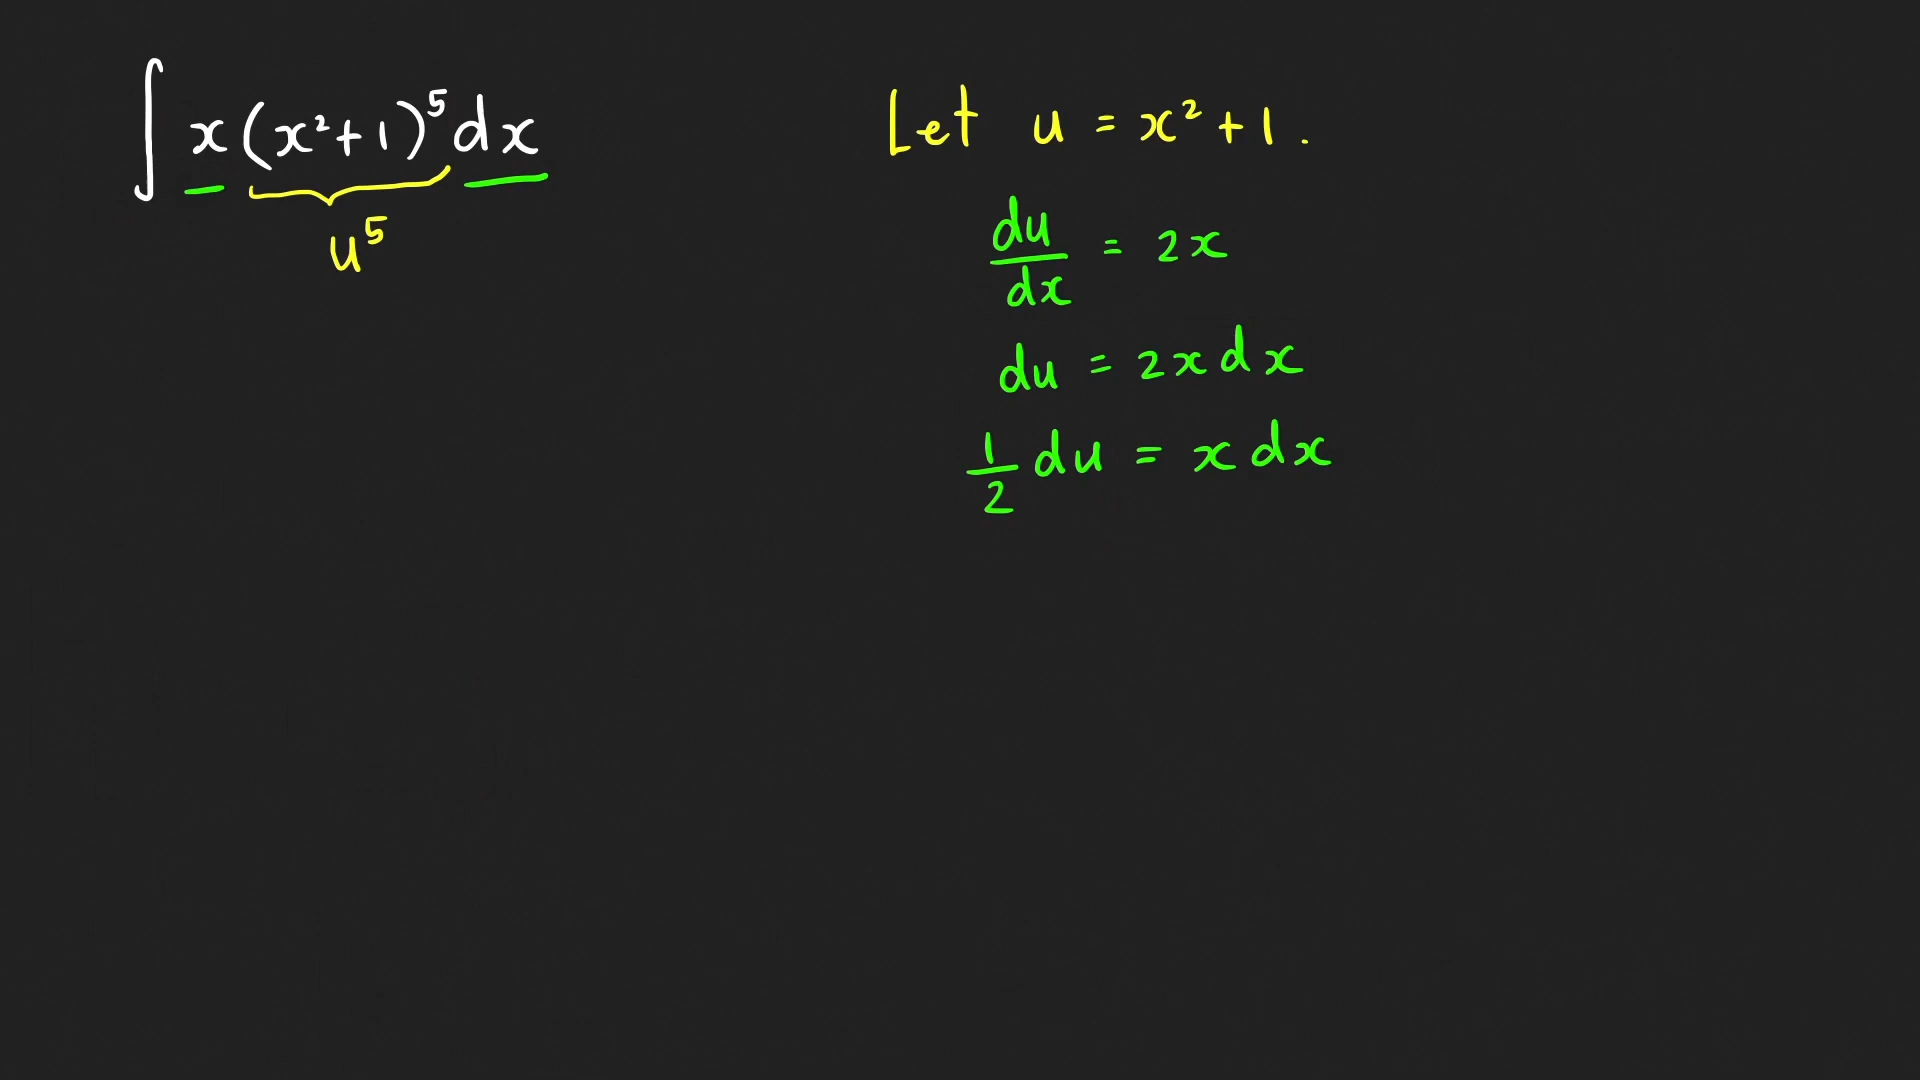 ∫ x(x²+1)⁵dx
u⁵
Let u = x²+1.
du/dx = 2x
du = 2x dx
1/2 du = x dx